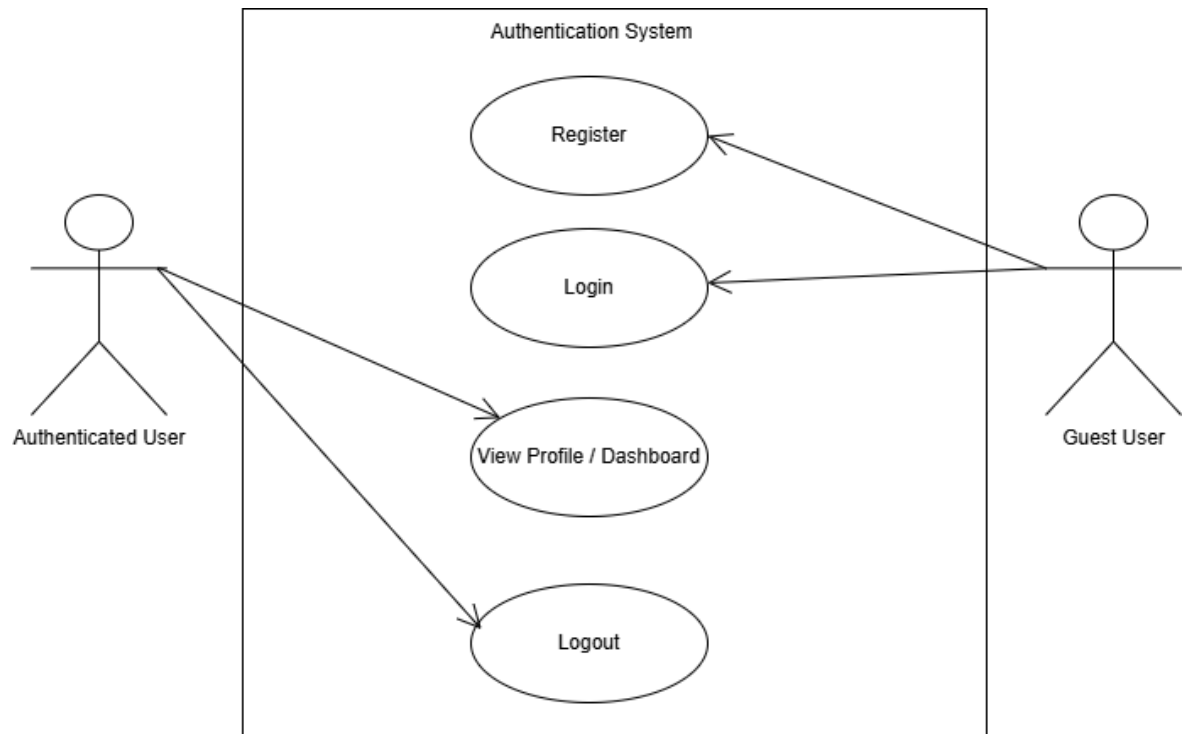 Authentication System
Register
Login
Authenticated User
Guest User
View Profile / Dashboard
Logout